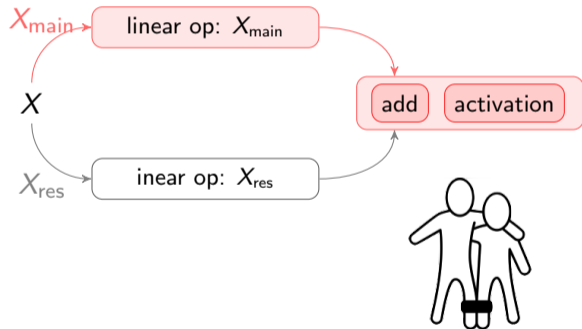 X_main
linear op: X_main
add activation
X
X_res
inear op: X_res